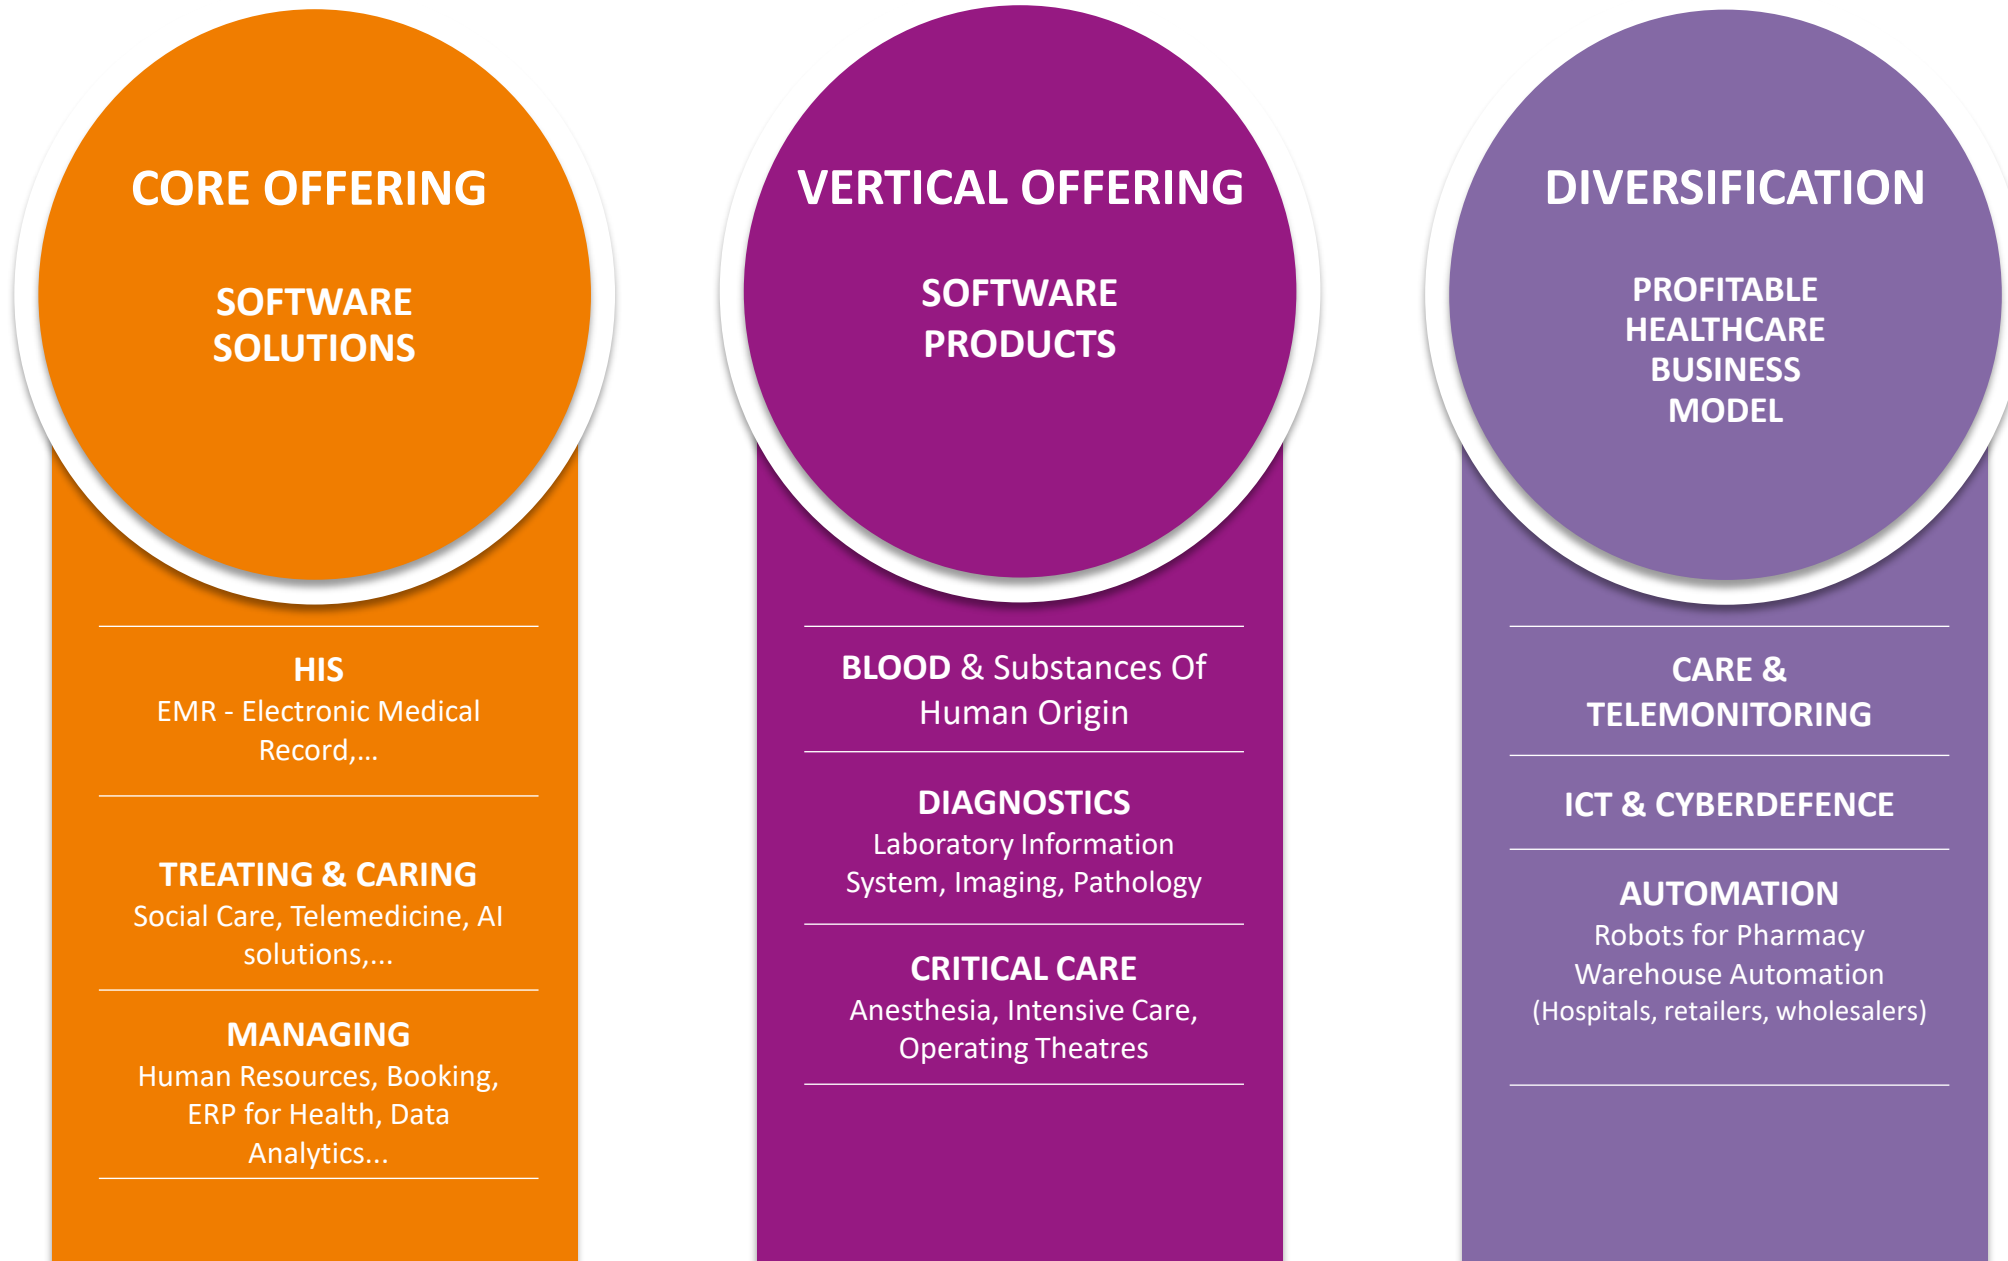 CORE OFFERING
SOFTWARE
SOLUTIONS
HIS
EMR - Electronic Medical
Record,...
TREATING & CARING
Social Care, Telemedicine, AI
solutions,...
MANAGING
Human Resources, Booking,
ERP for Health, Data
Analytics...
VERTICAL OFFERING
SOFTWARE
PRODUCTS
BLOOD & Substances Of
Human Origin
DIAGNOSTICS
Laboratory Information
System, Imaging, Pathology
CRITICAL CARE
Anesthesia, Intensive Care,
Operating Theatres
DIVERSIFICATION
PROFITABLE
HEALTHCARE
BUSINESS
MODEL
CARE &
TELEMONITORING
ICT & CYBERDEFENCE
AUTOMATION
Robots for Pharmacy
Warehouse Automation
(Hospitals, retailers, wholesalers)